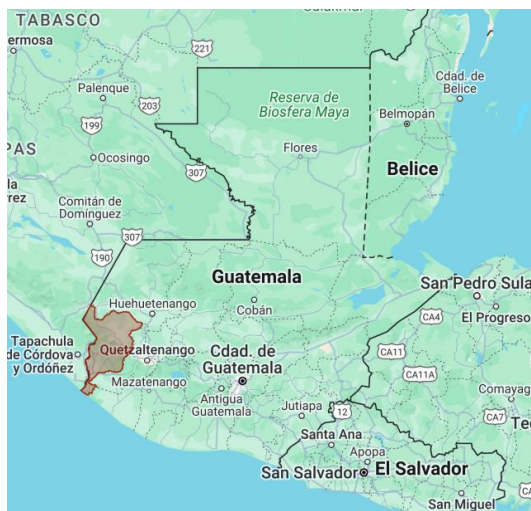 TABASCO
ermosa
221
Palenque
203
199
Reserva de
Biosfera Maya
Cdad. de
Belice
Belmopán
PAS
Ocosingo
Flores
307
Belice
Comitán de
Domínguez
307
190
Guatemala
San Pedro Sula
Huehuetenango
Cobán
CA4
El Progreso
Tapachula
de Córdova
y Ordóñez
Quetzaltenango
Cdad. de
Guatemala
CA11
Mazatenango
CA11A
Antigua
Guatemala
Jutiapa
12
Comayag
CA7
Santa Ana
Apopa
San Salvador
El Salvador
San Miguel
CA